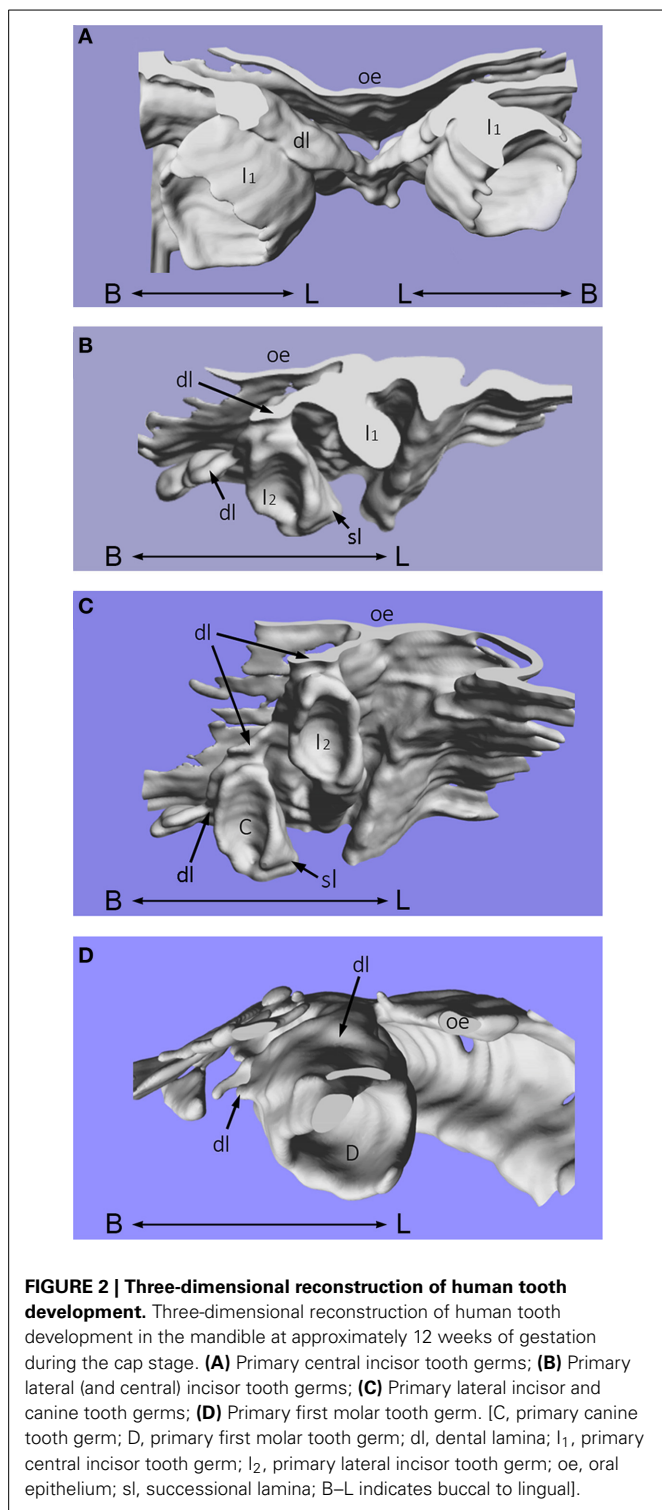 A
oe
dl
I1
I1
B L L B
B
oe
dl
I1
I2
dl
sl
B L
C
oe
dl
I2
C
dl
sl
B L
D
dl
oe
dl
D
B L
FIGURE 2 | Three-dimensional reconstruction of human tooth
development. Three-dimensional reconstruction of human tooth
development in the mandible at approximately 12 weeks of gestation
during the cap stage. (A) Primary central incisor tooth germs; (B) Primary
lateral (and central) incisor tooth germs; (C) Primary lateral incisor and
canine tooth germs; (D) Primary first molar tooth germ. [C, primary canine
tooth germ; D, primary first molar tooth germ; dl, dental lamina; I1, primary
central incisor tooth germ; I2, primary lateral incisor tooth germ; oe, oral
epithelium; sl, successional lamina; B–L indicates buccal to lingual].